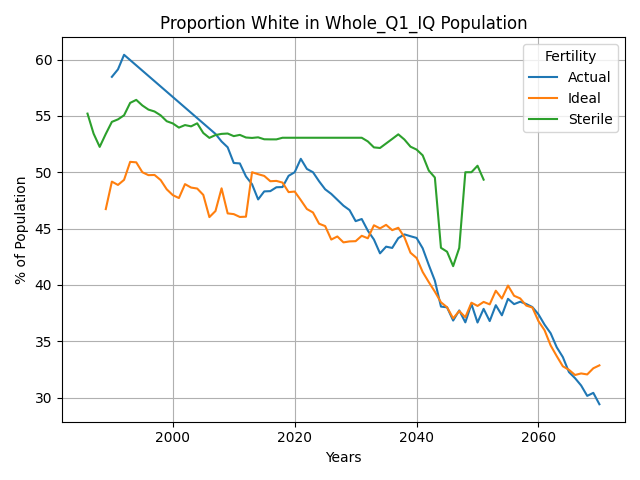 Proportion White in Whole_Q1_IQ Population
Fertility
Actual
Ideal
Sterile
% of Population
60
55
50
45
40
35
30
2000
2020
2040
2060
Years